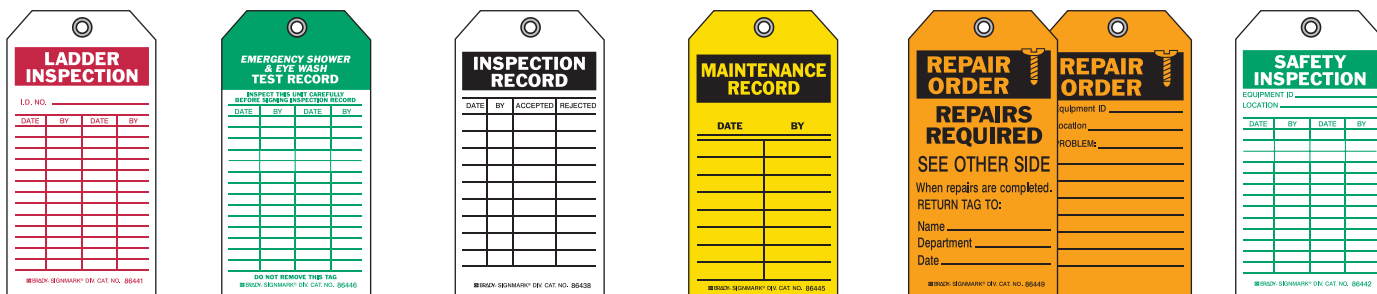 LADDER
INSPECTION
I.D. NO.
DATE BY DATE BY
BRADY- SIGNMARK® DIV. CAT. NO. 86441
EMERGENCY SHOWER
& EYE WASH
TEST RECORD
INSPECT THIS UNIT CAREFULLY
BEFORE SIGNING INSPECTION RECORD
DATE BY DATE BY
DO NOT REMOVE THIS TAG
BRADY- SIGNMARK® DIV. CAT. NO. 86446
INSPECTION
RECORD
DATE BY ACCEPTED REJECTED
BRADY- SIGNMARK® DIV. CAT. NO. 86438
MAINTENANCE
RECORD
DATE BY
BRADY- SIGNMARK® DIV. CAT. NO. 86445
REPAIR
ORDER
REPAIRS
REQUIRED
SEE OTHER SIDE
When repairs are completed.
RETURN TAG TO:
Name
Department
Date
BRADY- SIGNMARK® DIV. CAT. NO. 86449
REPAIR
ORDER
quipment ID
ocation
ROBLEM:
SAFETY
INSPECTION
EQUIPMENT ID
LOCATION
DATE BY DATE BY
BRADY- SIGNMARK® DIV. CAT. NO. 86442